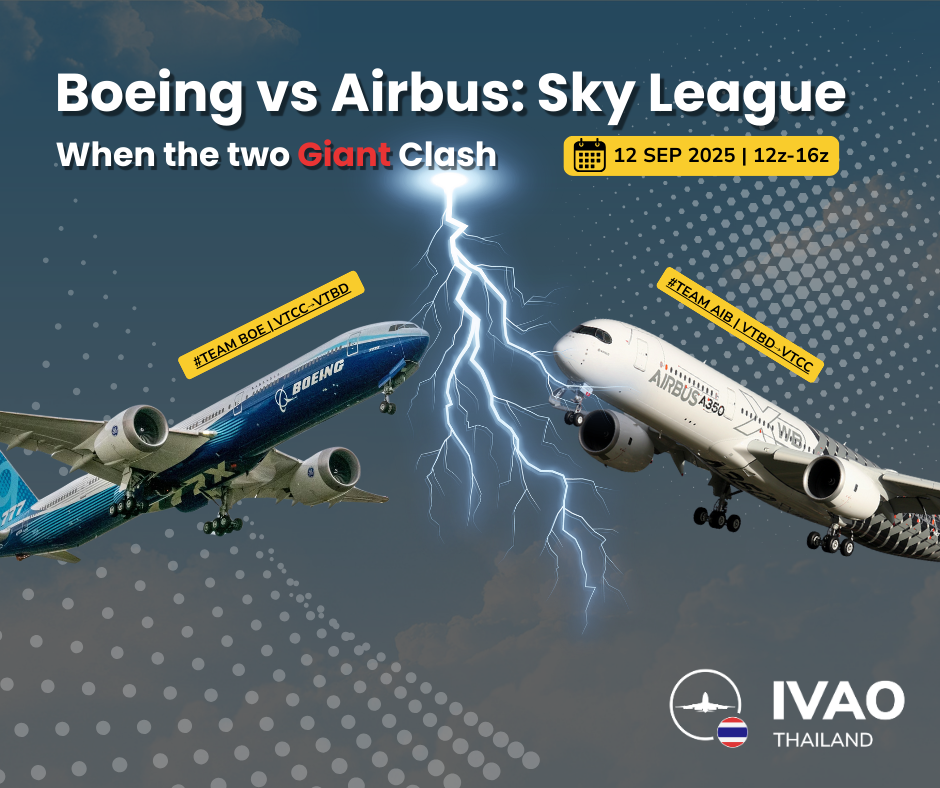 Boeing vs Airbus: Sky League
When the two Giant Clash
12 SEP 2025 | 12z-16z
#TEAM BOE | VTCC→VTBD
#TEAM AIB | VTBD→VTCC
BOEING
777
AIRBUS A350
XWB
IVAO
THAILAND